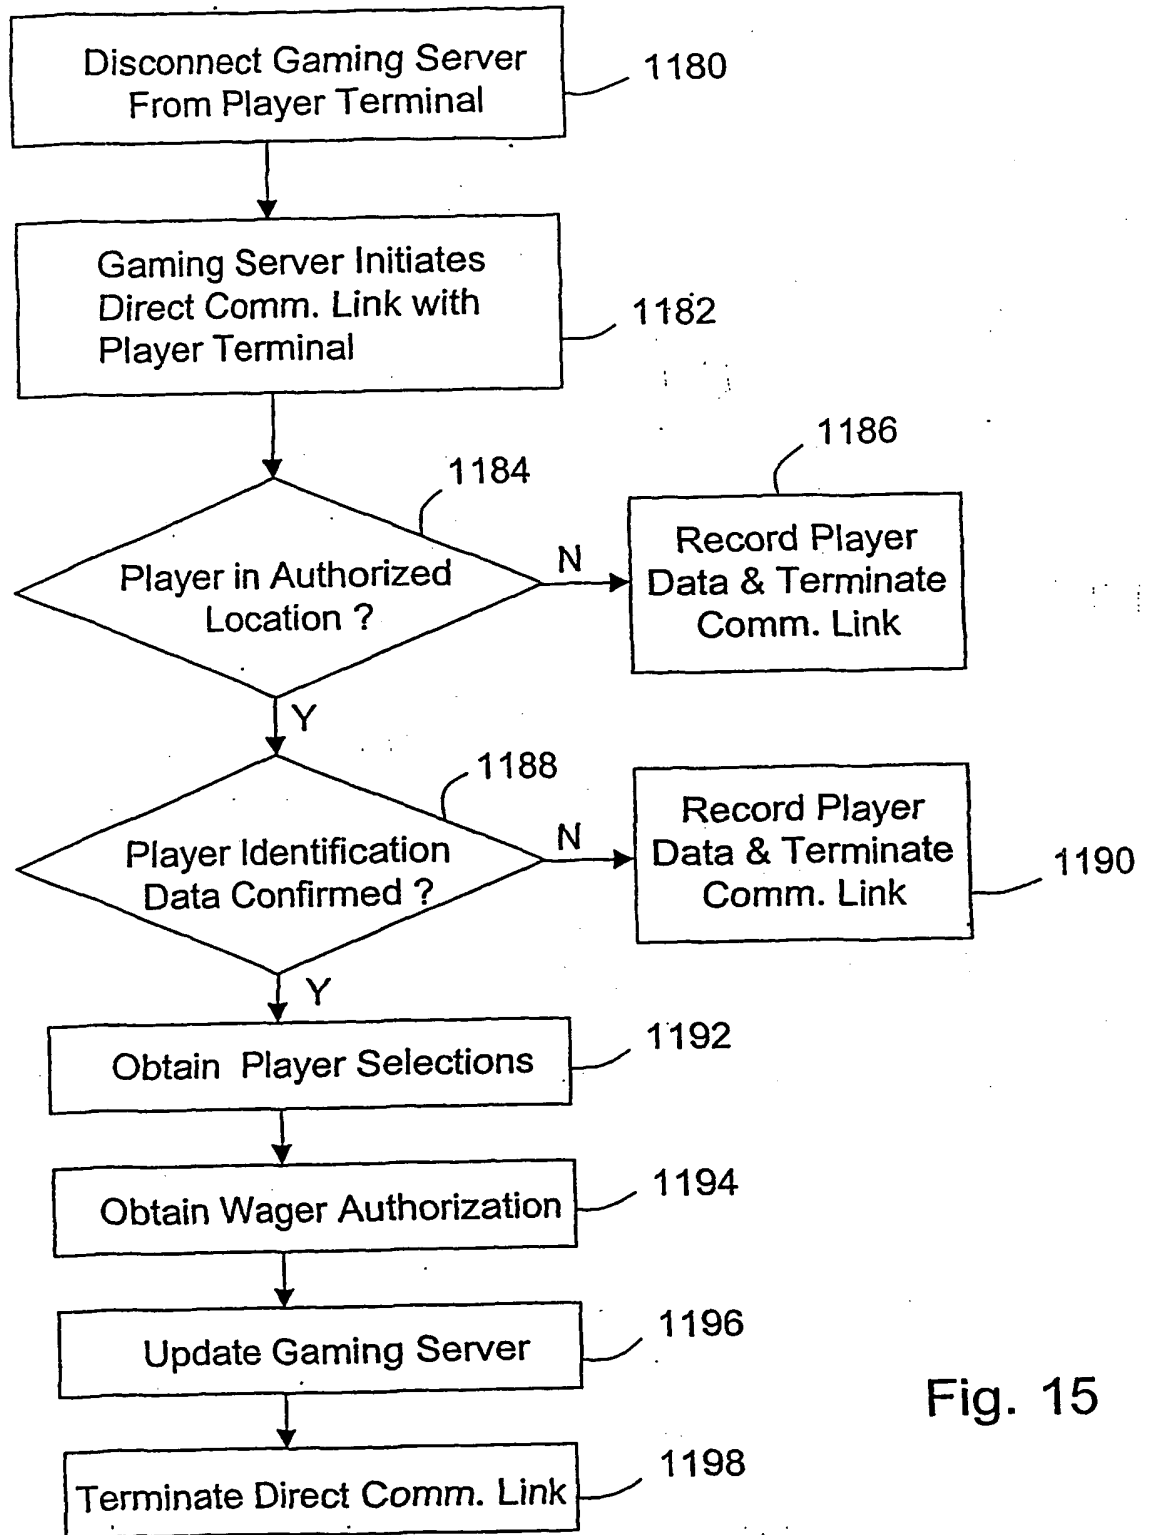 Disconnect Gaming Server
From Player Terminal
1180
Gaming Server Initiates
Direct Comm. Link with
Player Terminal
1182
1184
Player in Authorized
Location ?
N
1186
Record Player
Data & Terminate
Comm. Link
Y
1188
Player Identification
Data Confirmed ?
N
Record Player
Data & Terminate
Comm. Link
1190
Y
Obtain Player Selections
1192
Obtain Wager Authorization
1194
Update Gaming Server
1196
Terminate Direct Comm. Link
1198
Fig. 15